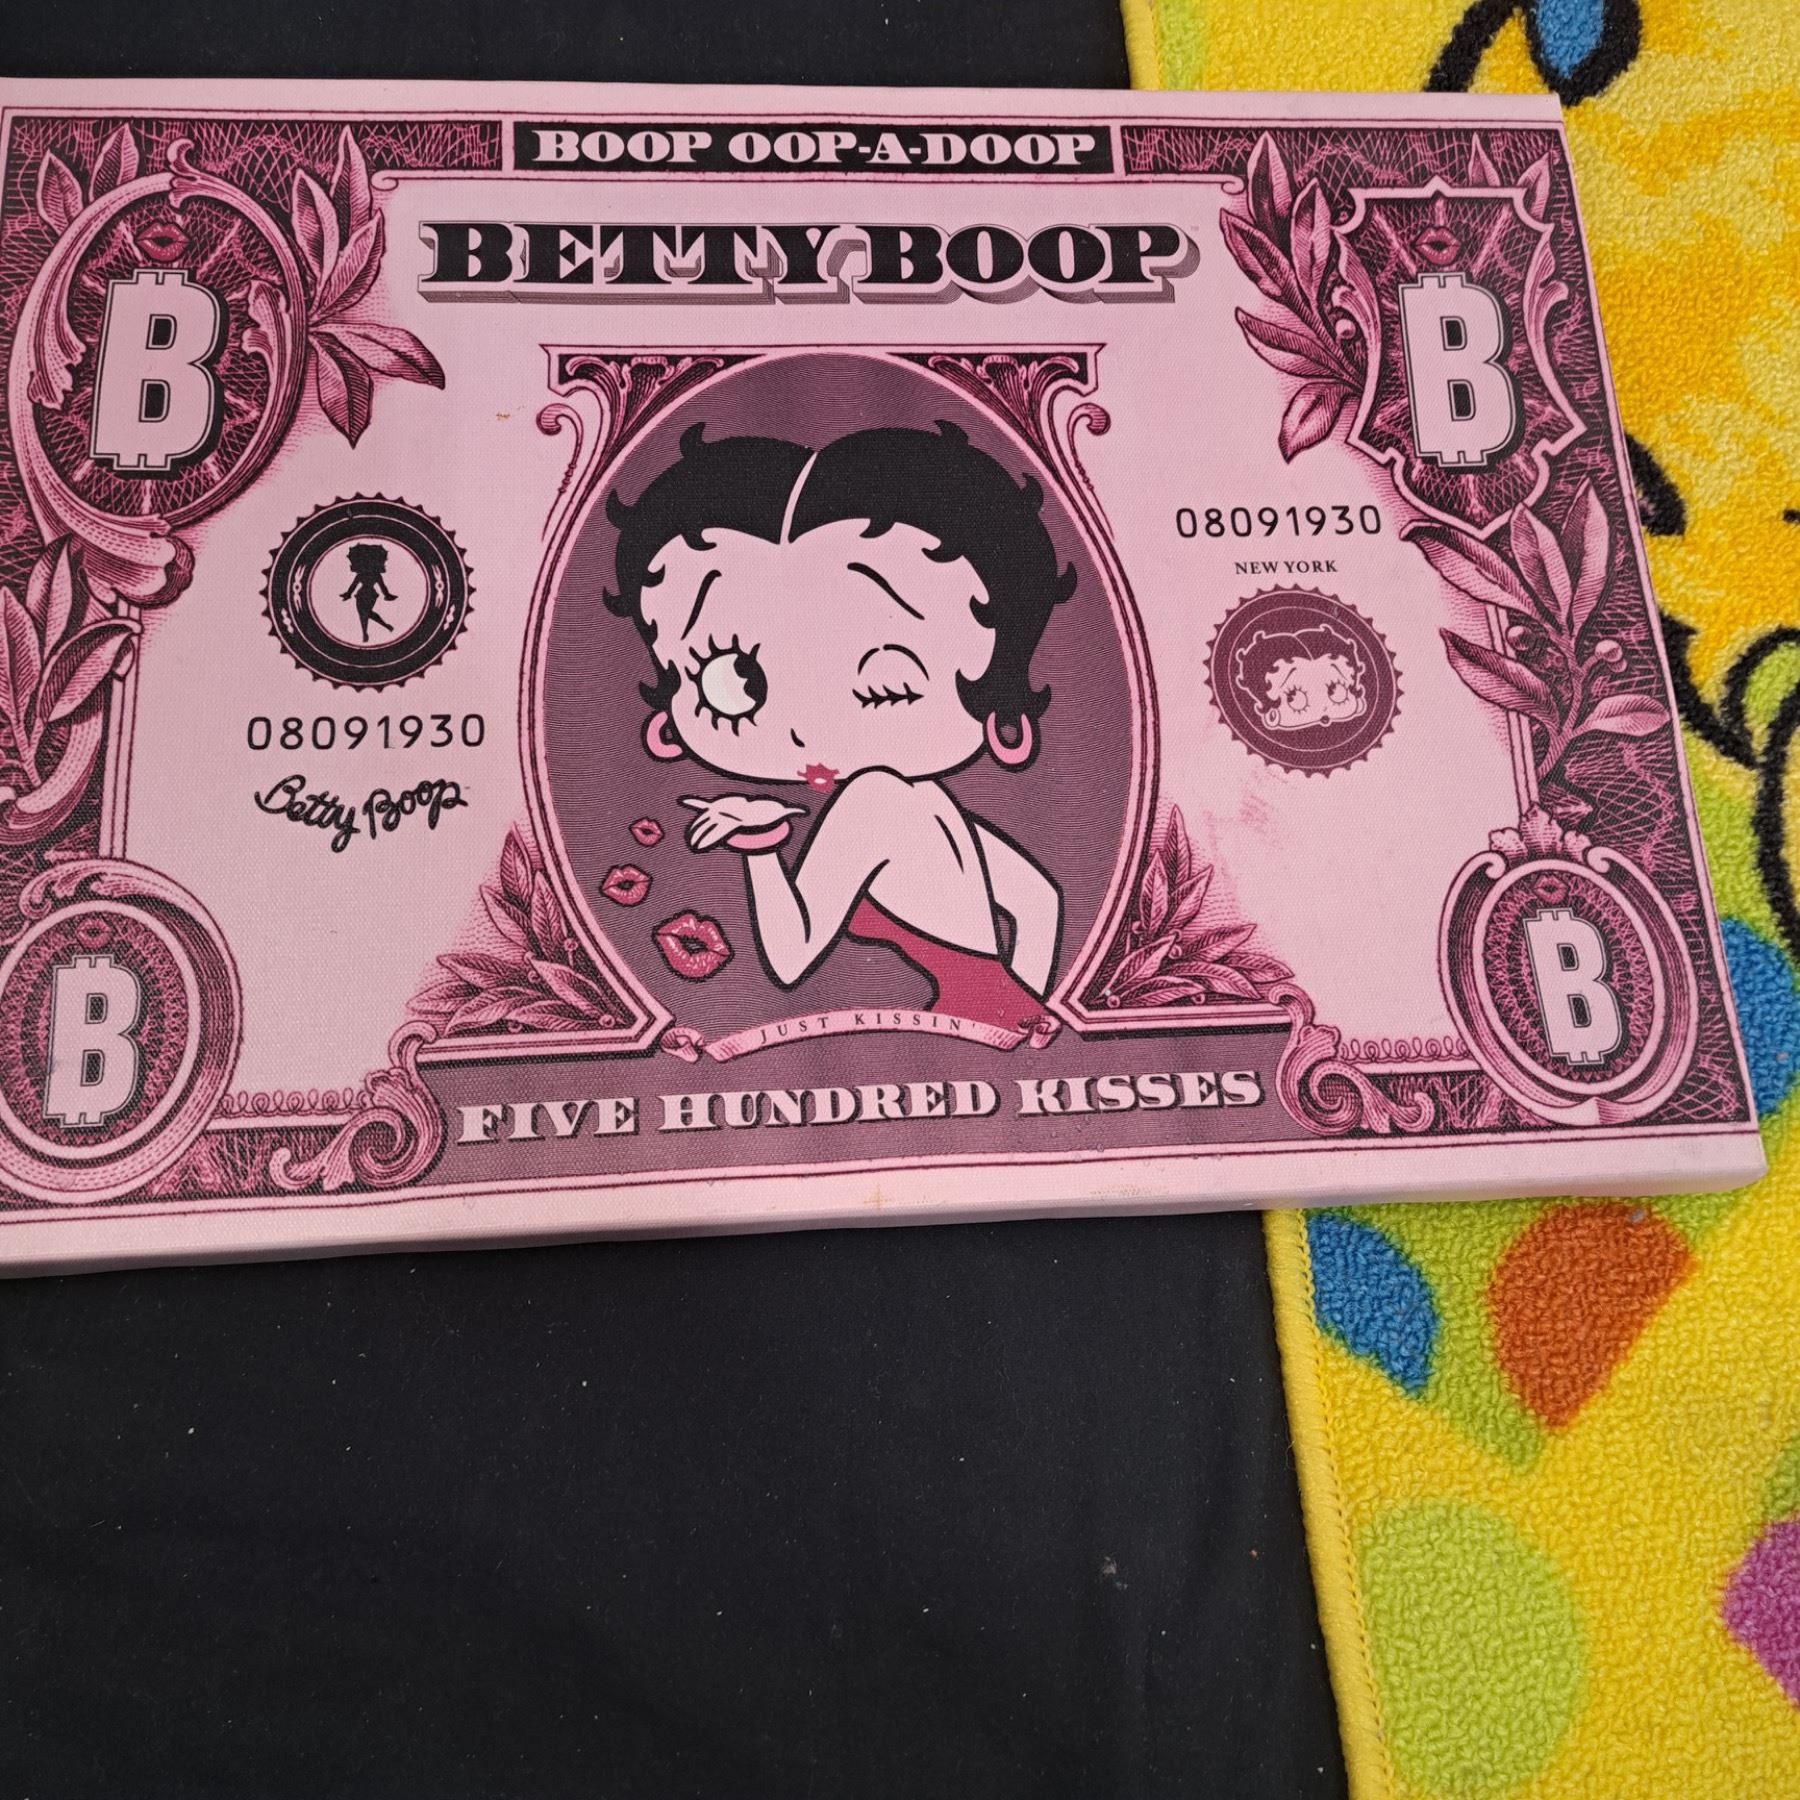 BOOP OOP-A-DOOP
BETTY BOOP
B
B
08091930
NEW YORK
08091930
Betty Boop
B
B
JUST KISSIN'
FIVE HUNDRED KISSES